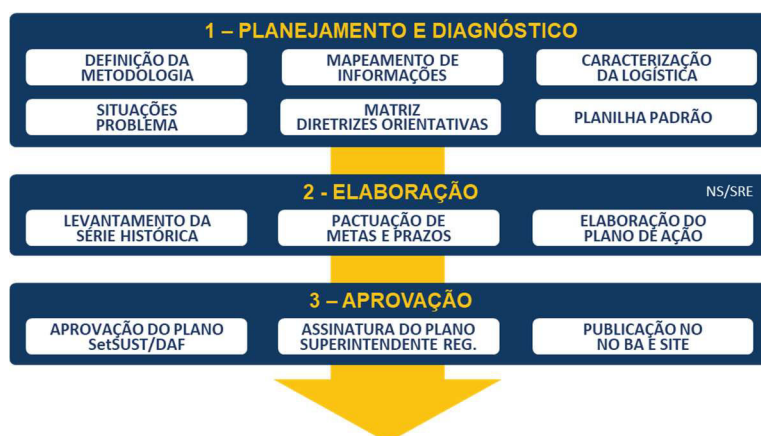 1 – PLANEJAMENTO E DIAGNÓSTICO
DEFINIÇÃO DA
METODOLOGIA
MAPEAMENTO DE
INFORMAÇÕES
CARACTERIZAÇÃO
DA LOGÍSTICA
SITUAÇÕES
PROBLEMA
MATRIZ
DIRETRIZES ORIENTATIVAS
PLANILHA PADRÃO
2 - ELABORAÇÃO
NS/SRE
LEVANTAMENTO DA
SÉRIE HISTÓRICA
PACTUAÇÃO DE
METAS E PRAZOS
ELABORAÇÃO DO
PLANO DE AÇÃO
3 – APROVAÇÃO
APROVAÇÃO DO PLANO
SetSUST/DAF
ASSINATURA DO PLANO
SUPERINTENDENTE REG.
PUBLICAÇÃO NO
NO BA E SITE